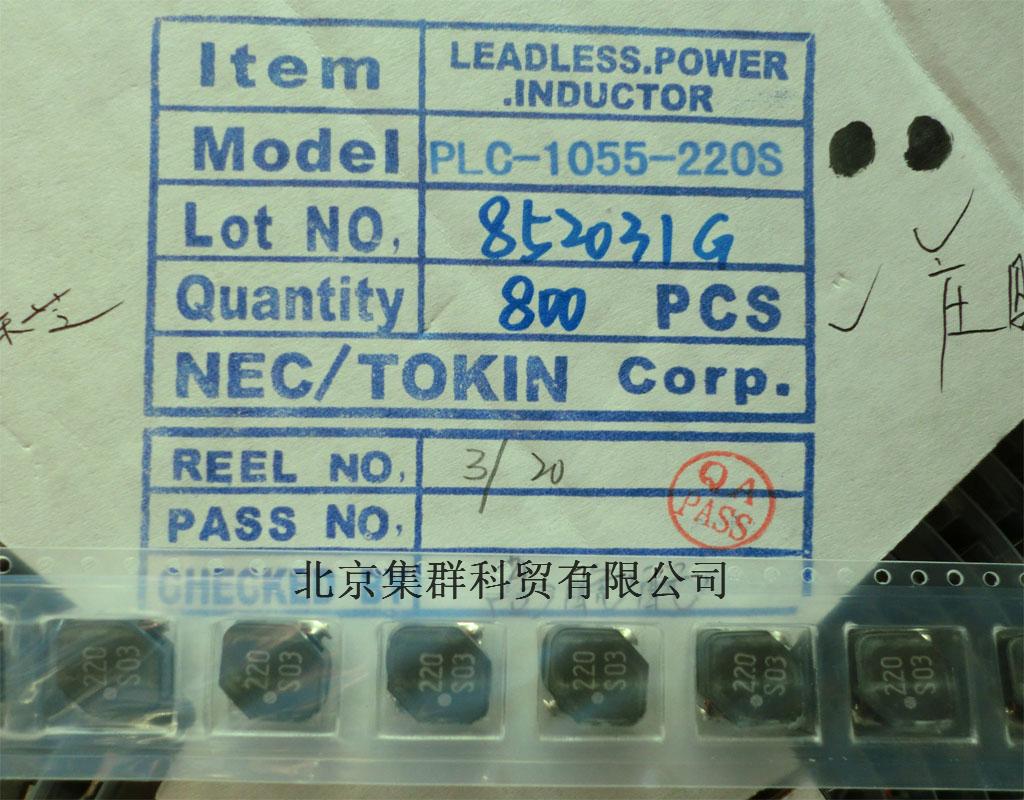 Item LEADLESS.POWER
.INDUCTOR
Model PLC-1055-220S
Lot NO, 852031G
Quantity 800 PCS
NEC/TOKIN Corp.
REEL NO, 3/20
QA
PASS
PASS NO,
CHECKED BY
北京集群科贸有限公司
220
S03
220
S03
220
S03
220
S03
220
S03
220
S03